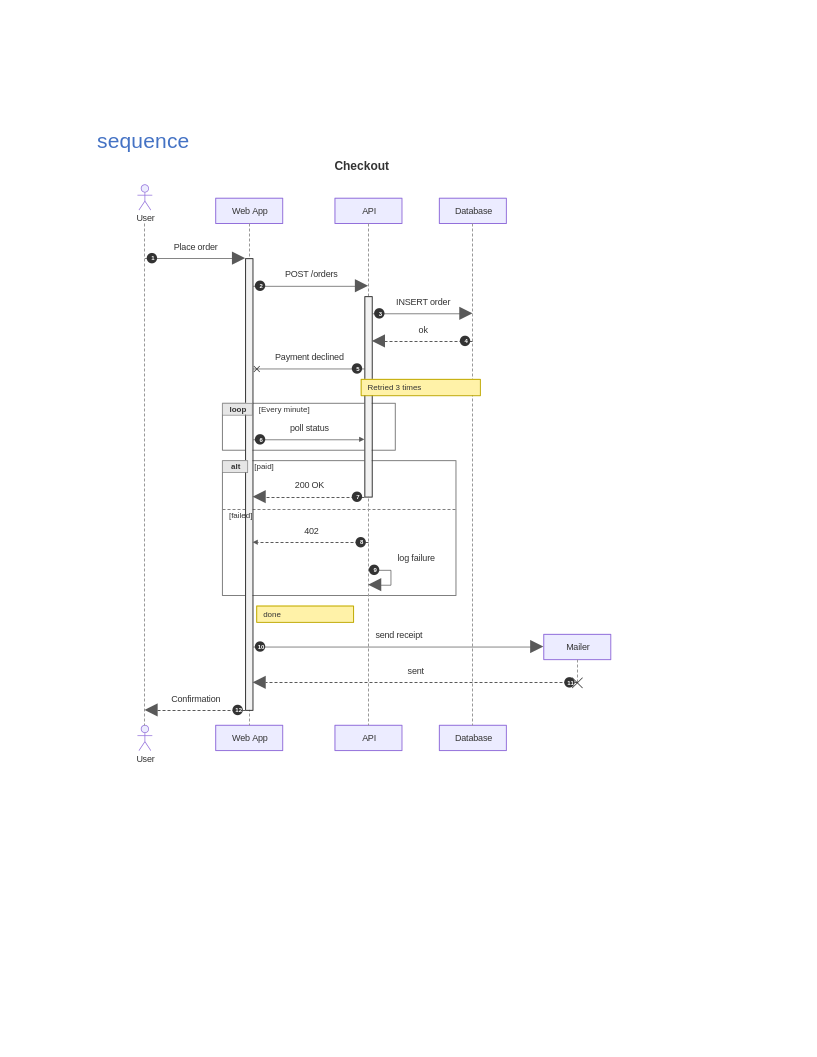 sequence
Checkout
User
Web App
API
Database
Place order
1
POST /orders
2
INSERT order
3
ok
4
Payment declined
5
Retried 3 times
loop
[Every minute]
poll status
6
alt
[paid]
200 OK
7
[failed]
402
8
log failure
9
done
send receipt
10
Mailer
sent
11
Confirmation
12
Web App
API
Database
User